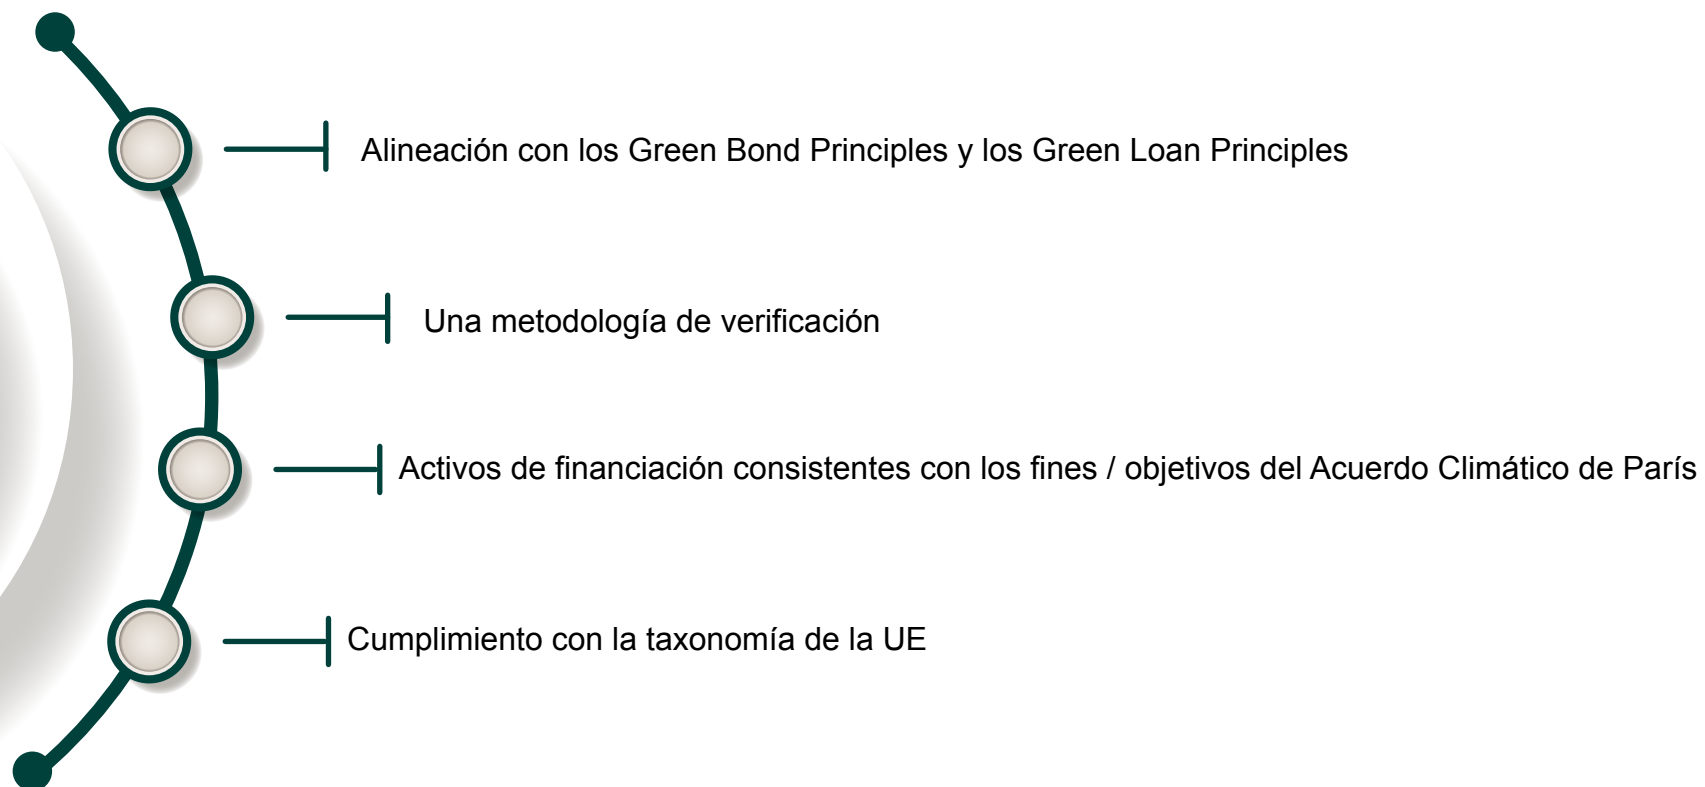 Alineación con los Green Bond Principles y los Green Loan Principles
Una metodología de verificación
Activos de financiación consistentes con los fines / objetivos del Acuerdo Climático de París
Cumplimiento con la taxonomía de la UE